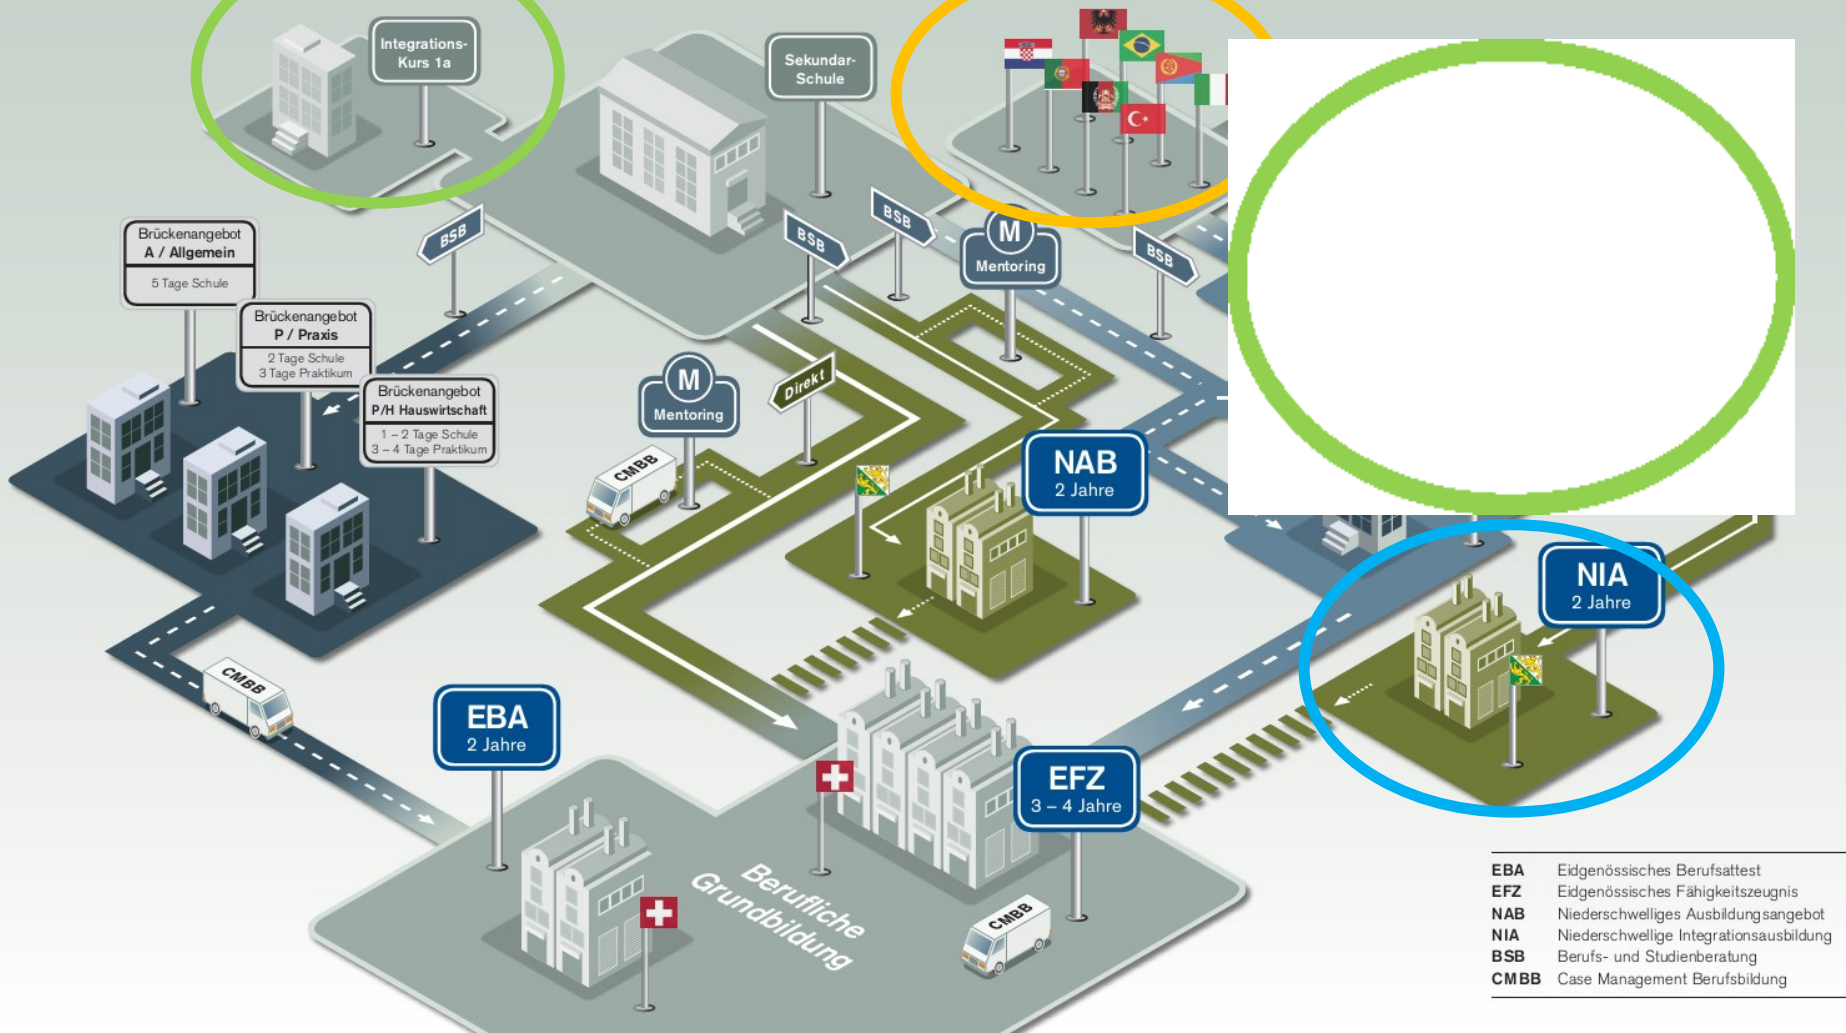 Integrations-
Kurs 1a
Sekundar-
Schule
BSB
BSB
BSB
M
Mentoring
BSB
Brückenangebot
A / Allgemein
5 Tage Schule
Brückenangebot
P / Praxis
2 Tage Schule
3 Tage Praktikum
Brückenangebot
P/H Hauswirtschaft
1 – 2 Tage Schule
3 – 4 Tage Praktikum
M
Mentoring
Direkt
CMBB
NAB
2 Jahre
NIA
2 Jahre
CMBB
EBA
2 Jahre
EFZ
3 – 4 Jahre
Berufliche
Grundbildung
CMBB
EBA Eidgenössisches Berufsattest
EFZ Eidgenössisches Fähigkeitszeugnis
NAB Niederschwelliges Ausbildungsangebot
NIA Niederschwellige Integrationsausbildung
BSB Berufs- und Studienberatung
CMBB Case Management Berufsbildung